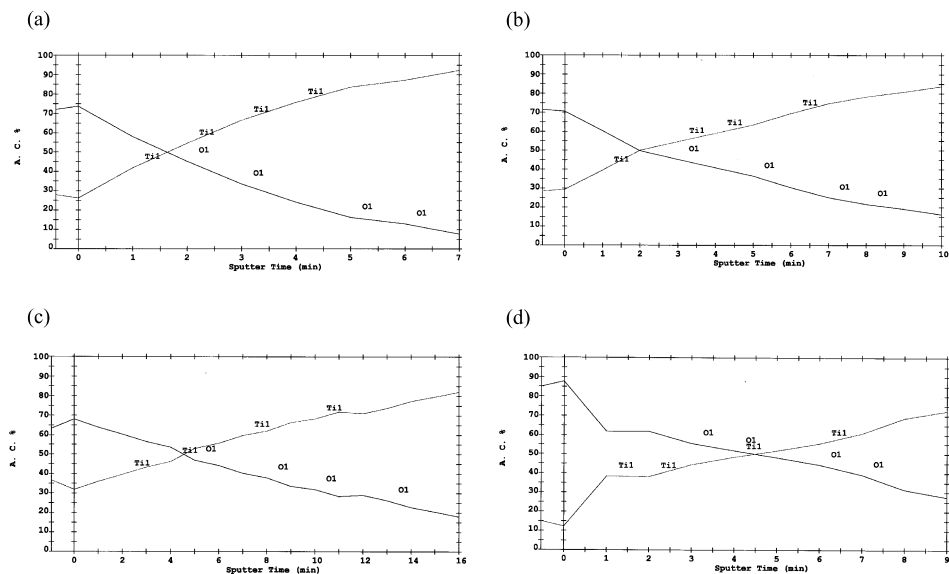 (a)
(b)
100
90
80
70
60
50
40
30
20
10
0
A. C. %
Ti1
Ti1
Ti1
Ti1
O1
O1
O1
O1
0 1 2 3 4 5 6 7
Sputter Time (min)
100
90
80
70
60
50
40
30
20
10
0
A. C. %
Ti1
Ti1
Ti1
Ti1
O1
O1
O1
O1
0 1 2 3 4 5 6 7 8 9 10
Sputter Time (min)
(c)
(d)
100
90
80
70
60
50
40
30
20
10
0
A. C. %
Ti1
Ti1
Ti1
Ti1
O1
O1
O1
O1
0 2 4 6 8 10 12 14 16
Sputter Time (min)
100
90
80
70
60
50
40
30
20
10
0
A. C. %
Ti1
Ti1
Ti1
Ti1
O1
O1
O1
O1
0 1 2 3 4 5 6 7 8 9
Sputter Time (min)